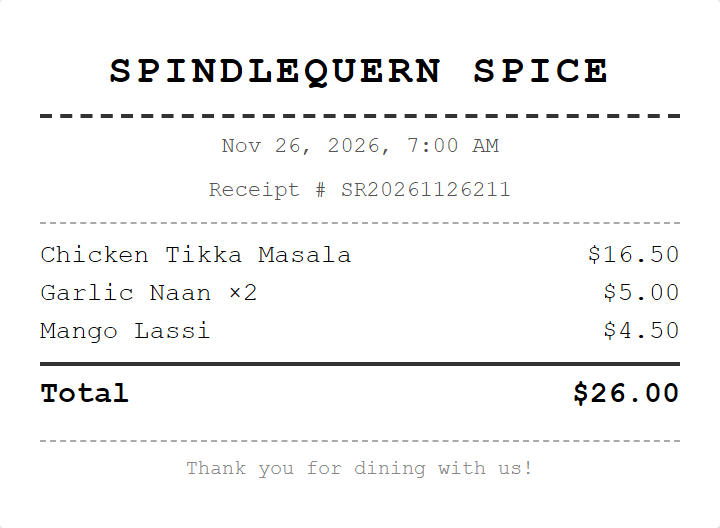 SPINDLEQUERN SPICE
Nov 26, 2026, 7:00 AM
Receipt # SR20261126211
Chicken Tikka Masala $16.50
Garlic Naan ×2 $5.00
Mango Lassi $4.50
Total $26.00
Thank you for dining with us!